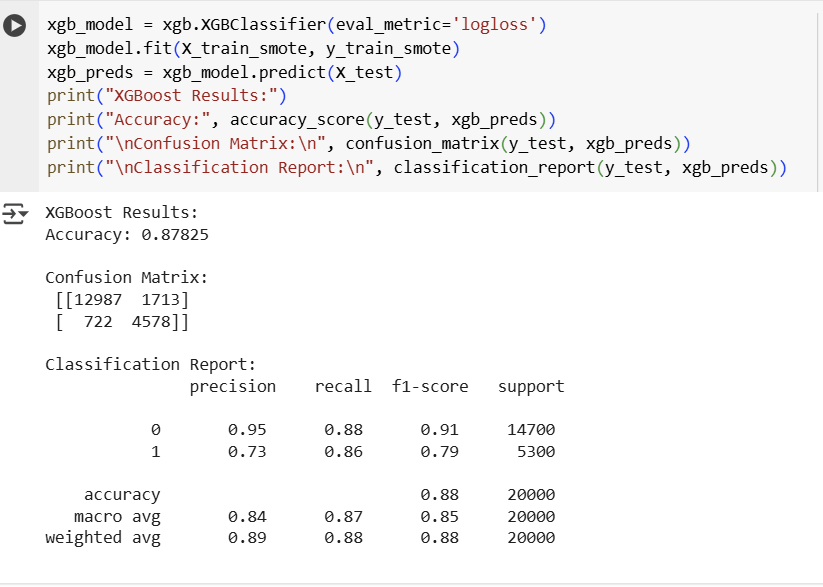 xgb_model = xgb.XGBClassifier(eval_metric='logloss')
xgb_model.fit(X_train_smote, y_train_smote)
xgb_preds = xgb_model.predict(X_test)
print("XGBoost Results:")
print("Accuracy:", accuracy_score(y_test, xgb_preds))
print("\nConfusion Matrix:\n", confusion_matrix(y_test, xgb_preds))
print("\nClassification Report:\n", classification_report(y_test, xgb_preds))
XGBoost Results:
Accuracy: 0.87825
Confusion Matrix:
[[12987  1713]
[  722  4578]]
Classification Report:
precision    recall  f1-score   support
0       0.95      0.88      0.91     14700
1       0.73      0.86      0.79      5300
accuracy                           0.88     20000
macro avg       0.84      0.87      0.85     20000
weighted avg       0.89      0.88      0.88     20000